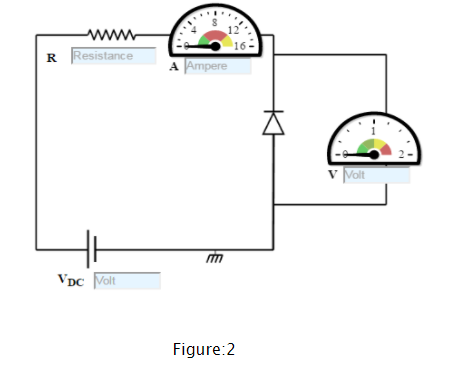 4 8 12
0 16
R Resistance
A Ampere
1
0 2
V Volt
VDC Volt
Figure:2